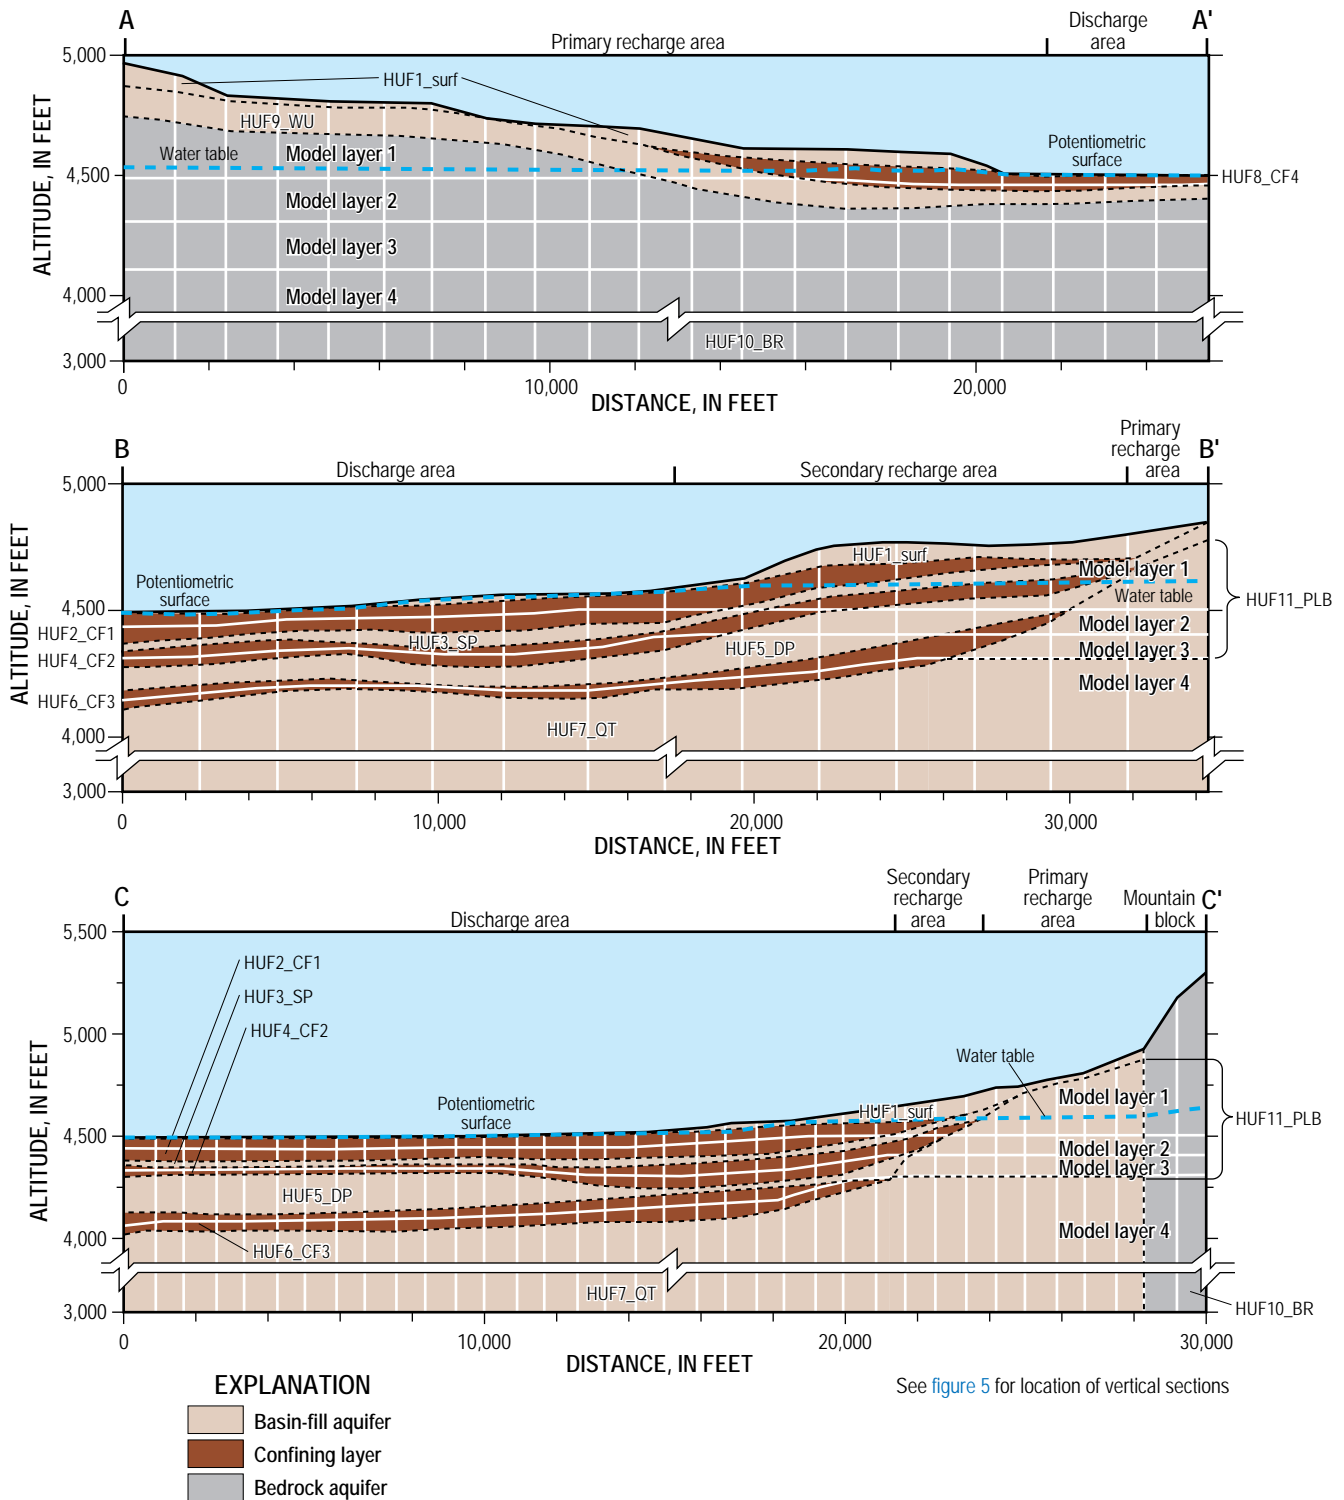 A
A'
Primary recharge area
Discharge
area
5,000
HUF1_surf
HUF9_WU
Model layer 1
Water table
Potentiometric
surface
4,500
HUF8_CF4
Model layer 2
Model layer 3
4,000
Model layer 4
HUF10_BR
3,000
ALTITUDE, IN FEET
0
10,000
20,000
DISTANCE, IN FEET
B
B'
Discharge area
Secondary recharge area
Primary
recharge
area
5,000
HUF1_surf
Model layer 1
Potentiometric
surface
Water table
4,500
HUF11_PLB
HUF2_CF1
HUF3_SP
Model layer 2
HUF5_DP
Model layer 3
HUF4_CF2
Model layer 4
HUF6_CF3
HUF7_QT
4,000
3,000
ALTITUDE, IN FEET
0
10,000
20,000
30,000
DISTANCE, IN FEET
C
C'
Discharge area
Secondary
recharge
area
Primary
recharge
area
Mountain
block
5,500
HUF2_CF1
HUF3_SP
HUF4_CF2
5,000
Water table
Model layer 1
Potentiometric
surface
HUF1_surf
HUF11_PLB
4,500
Model layer 2
Model layer 3
HUF5_DP
Model layer 4
4,000
HUF6_CF3
HUF7_QT
HUF10_BR
3,000
ALTITUDE, IN FEET
0
10,000
20,000
30,000
DISTANCE, IN FEET
See figure 5 for location of vertical sections
EXPLANATION
Basin-fill aquifer
Confining layer
Bedrock aquifer